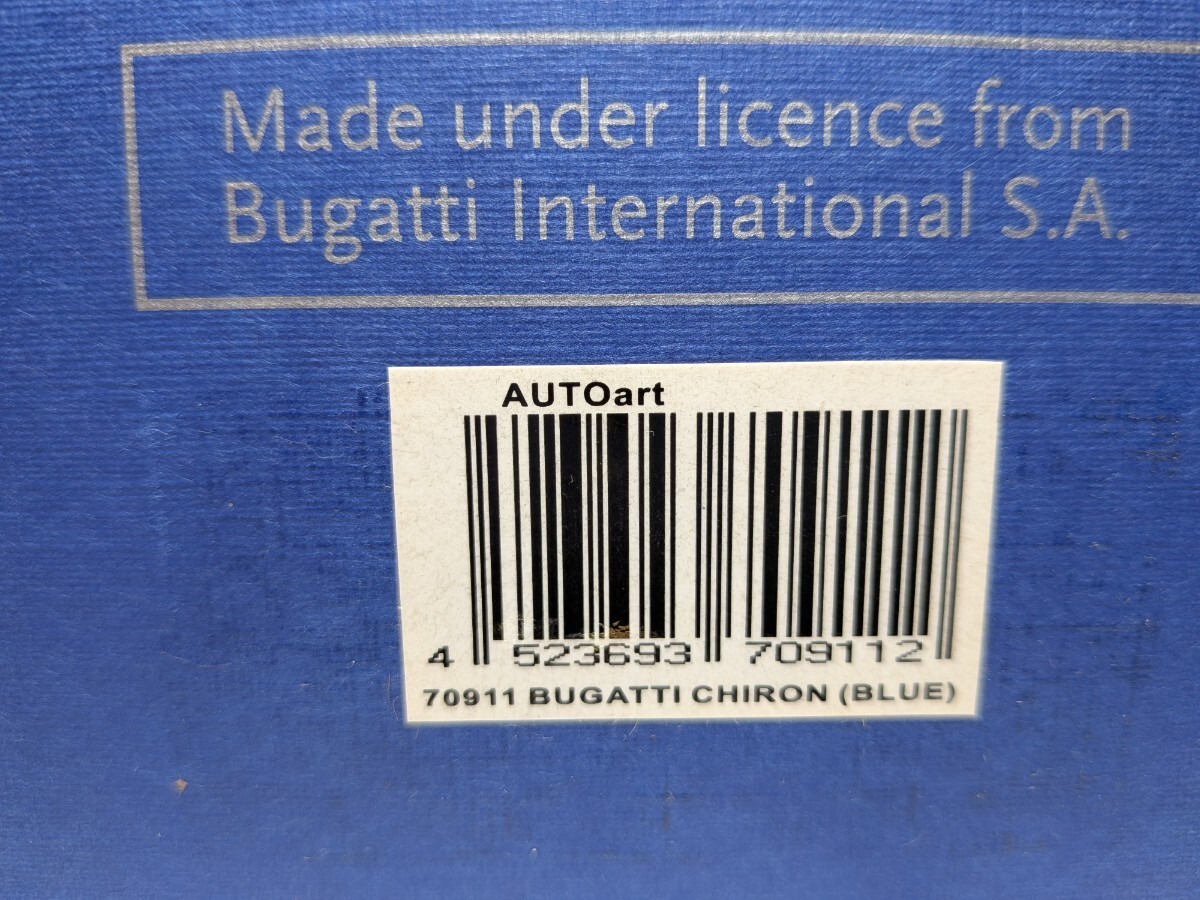 Made under licence from
Bugatti International S.A.
AUTOart
4 523693 709112
70911 BUGATTI CHIRON (BLUE)